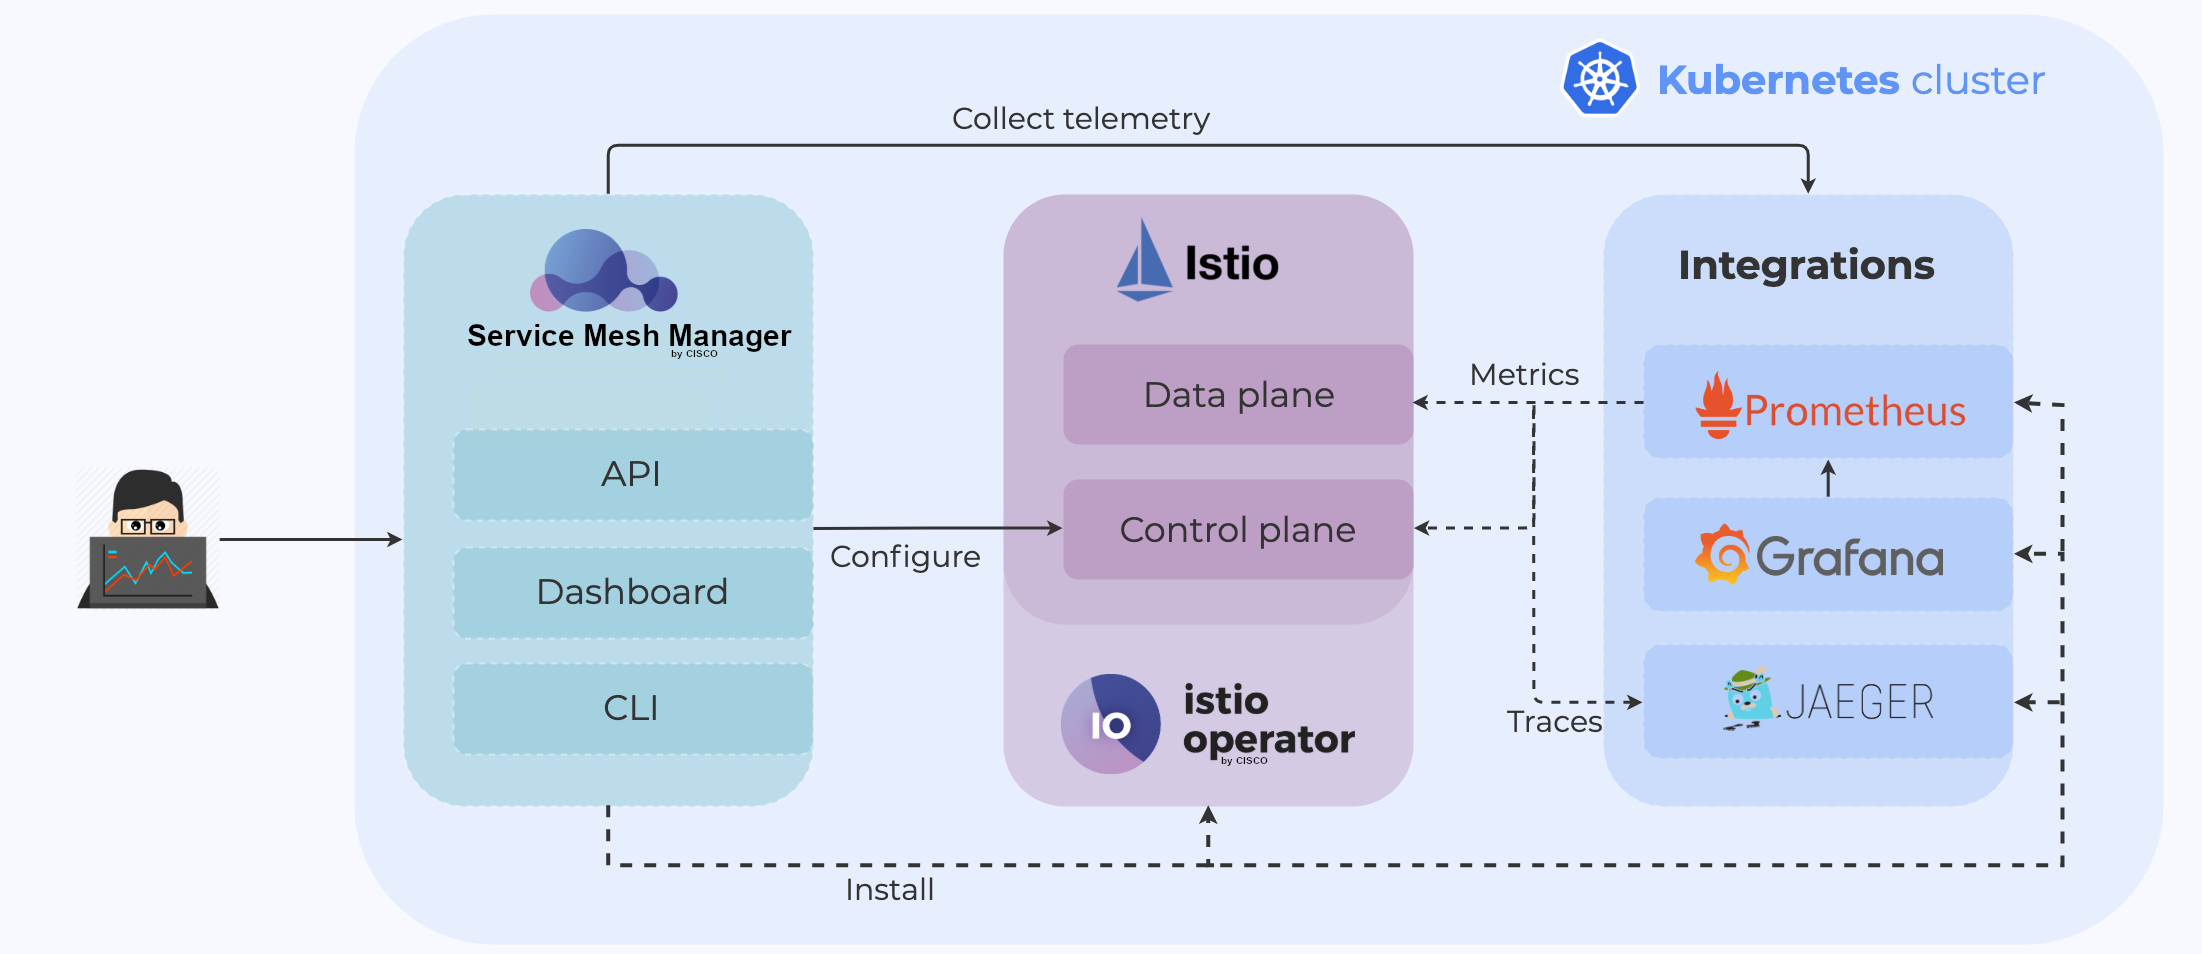 Kubernetes cluster
Collect telemetry
Service Mesh Manager
by CISCO
API
Dashboard
CLI
Configure
Istio
Data plane
Control plane
IO
istio
operator
by CISCO
Metrics
Traces
Integrations
Prometheus
Grafana
JAEGER
Install